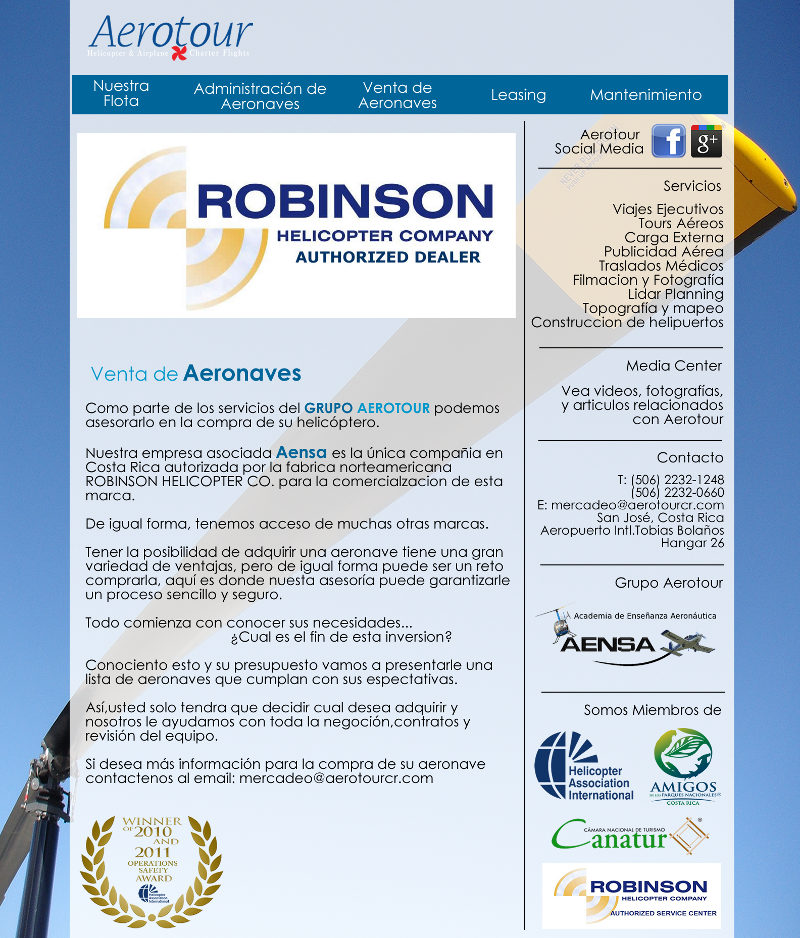 Aerotour
Helicopter & Airplane Charter Flights
Nuestra
Flota
Administración de
Aeronaves
Venta de
Aeronaves
Leasing
Mantenimiento
ROBINSON
HELICOPTER COMPANY
AUTHORIZED DEALER
Venta de Aeronaves
Como parte de los servicios del GRUPO AEROTOUR podemos
asesorarlo en la compra de su helicóptero.
Nuestra empresa asociada Aensa es la única compañia en
Costa Rica autorizada por la fabrica norteamericana
ROBINSON HELICOPTER CO. para la comercialzacion de esta
marca.
De igual forma, tenemos acceso de muchas otras marcas.
Tener la posibilidad de adquirir una aeronave tiene una gran
variedad de ventajas, pero de igual forma puede ser un reto
comprarla, aquí es donde nuesta asesoría puede garantizarle
un proceso sencillo y seguro.
Todo comienza con conocer sus necesidades...
¿Cual es el fin de esta inversion?
Conociento esto y su presupuesto vamos a presentarle una
lista de aeronaves que cumplan con sus espectativas.
Así,usted solo tendra que decidir cual desea adquirir y
nosotros le ayudamos con toda la negoción,contratos y
revisión del equipo.
Si desea más información para la compra de su aeronave
contactenos al email: mercadeo@aerotourcr.com
WINNER
OF 2010
AND
2011
OPERATIONS
SAFETY
AWARD
Helicopter
Association
International
Aerotour
Social Media
f
g+
Servicios
Viajes Ejecutivos
Tours Aéreos
Carga Externa
Publicidad Aérea
Traslados Médicos
Filmacion y Fotografía
Lidar Planning
Topografía y mapeo
Construccion de helipuertos
Media Center
Vea videos, fotografías,
y articulos relacionados
con Aerotour
Contacto
T: (506) 2232-1248
(506) 2232-0660
E: mercadeo@aerotourcr.com
San José, Costa Rica
Aeropuerto Intl.Tobias Bolaños
Hangar 26
Grupo Aerotour
Academia de Enseñanza Aeronáutica
AENSA
Somos Miembros de
Helicopter
Association
International
AMIGOS
DE LOS PARQUES NACIONALES
COSTA RICA
CÁMARA NACIONAL DE TURISMO
Canatur
®
ROBINSON
HELICOPTER COMPANY
AUTHORIZED SERVICE CENTER